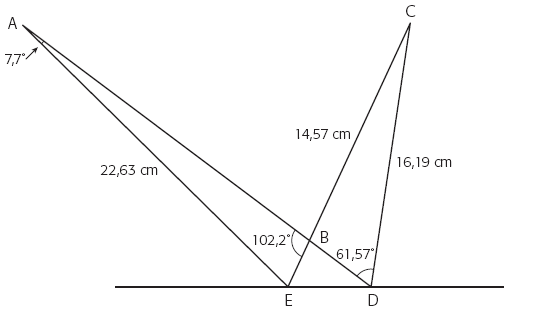 A
C
7,7°
14,57 cm
22,63 cm
16,19 cm
102,2°
B
61,57°
E
D